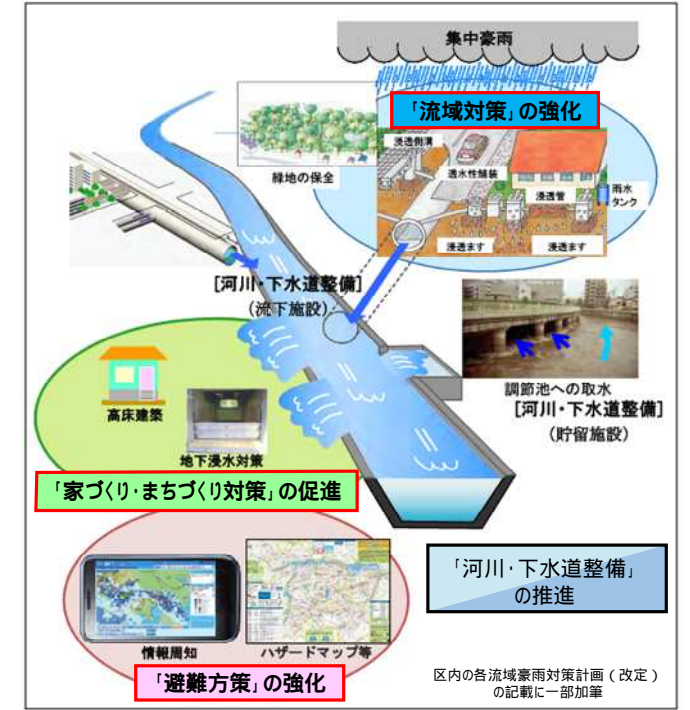 集中豪雨
「流域対策」の強化
浸透側溝
透水性舗装
緑地の保全
浸透管
雨水
タンク
浸透ます
浸透ます
[河川・下水道整備]
(流下施設)
調節池への取水
[河川・下水道整備]
(貯留施設)
高床建築
地下浸水対策
「家づくり・まちづくり対策」の促進
「河川・下水道整備」
の推進
情報周知
ハザードマップ等
「避難方策」の強化
区内の各流域豪雨対策計画(改定)
の記載に一部加筆